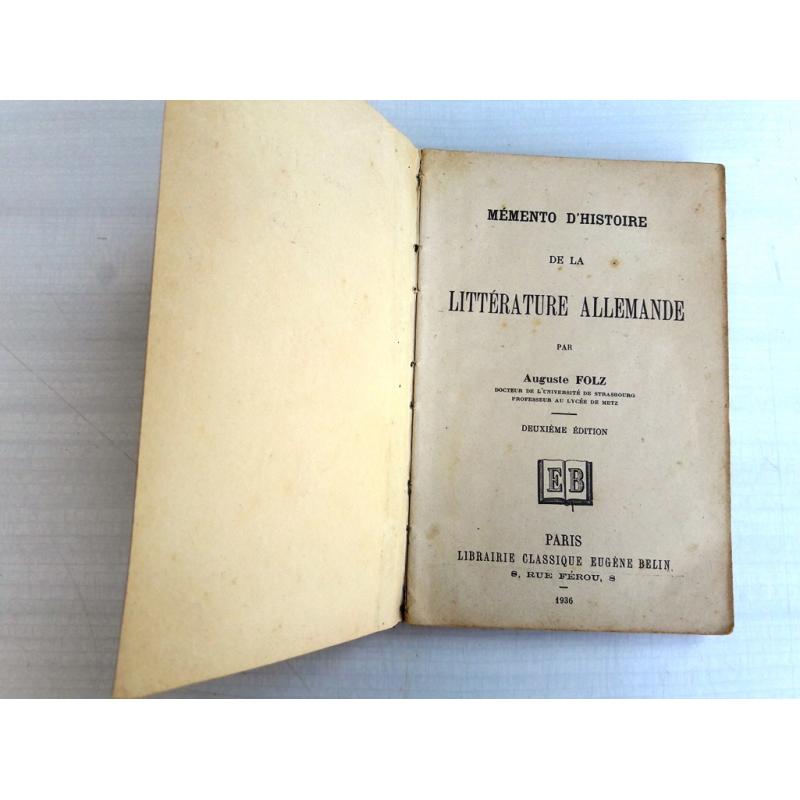 MÉMENTO D'HISTOIRE
DE LA
LITTÉRATURE ALLEMANDE
PAR
Auguste FOLZ
DOCTEUR DE L'UNIVERSITÉ DE STRASBOURG
PROFESSEUR AU LYCÉE DE METZ
DEUXIÈME ÉDITION
EB
PARIS
LIBRAIRIE CLASSIQUE EUGÈNE BELIN
8, RUE FÉROU, 8
1936